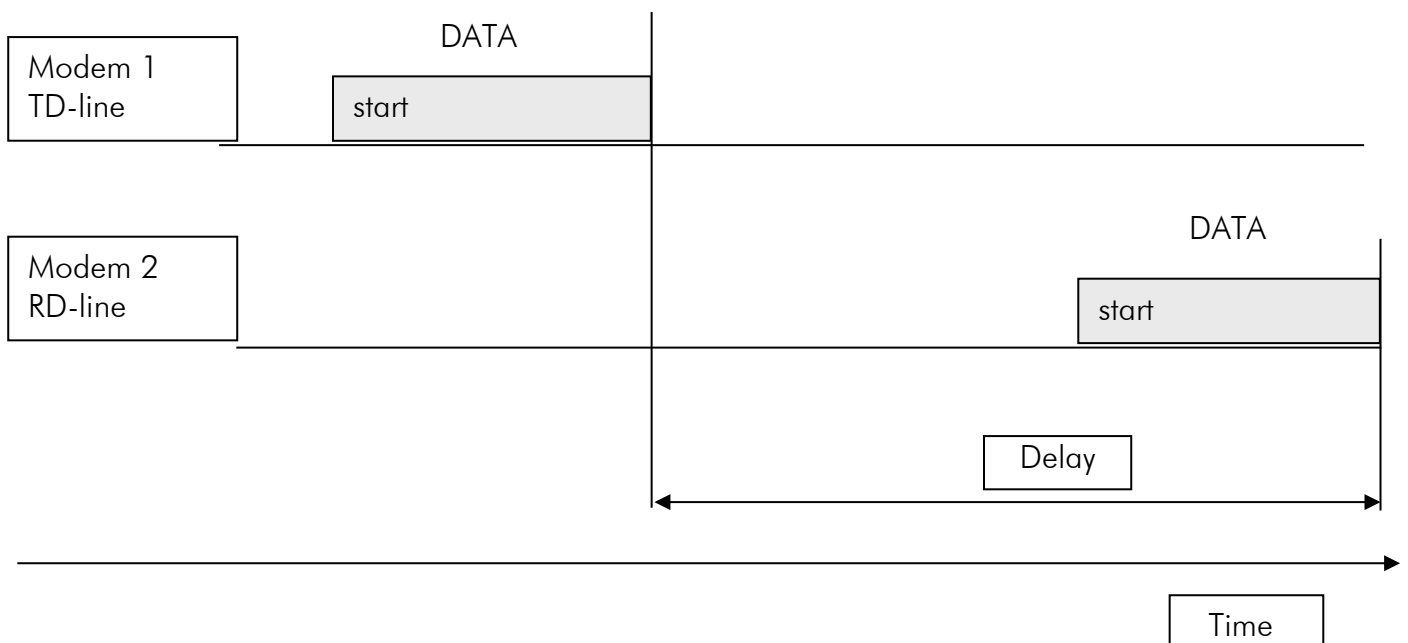 DATA
Modem 1
TD-line
start
DATA
Modem 2
RD-line
start
Delay
Time